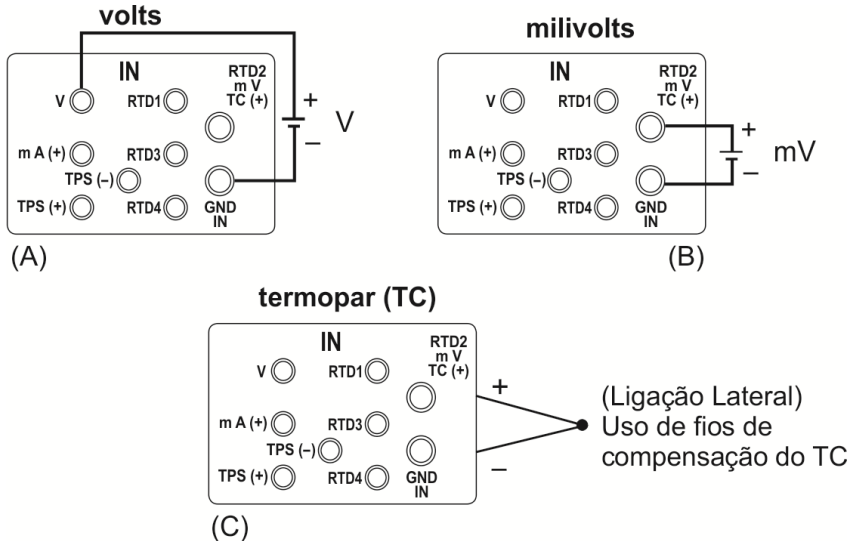 volts
IN
RTD2
m V
TC (+)
V
RTD1
m A (+)
RTD3
TPS (–)
TPS (+)
RTD4
GND
IN
+
–
V
(A)
milivolts
IN
RTD2
m V
TC (+)
V
RTD1
m A (+)
RTD3
TPS (–)
TPS (+)
RTD4
GND
IN
+
–
mV
(B)
termopar (TC)
IN
RTD2
m V
TC (+)
V
RTD1
m A (+)
RTD3
TPS (–)
TPS (+)
RTD4
GND
IN
+
–
(Ligação Lateral)
Uso de fios de
compensação do TC
(C)